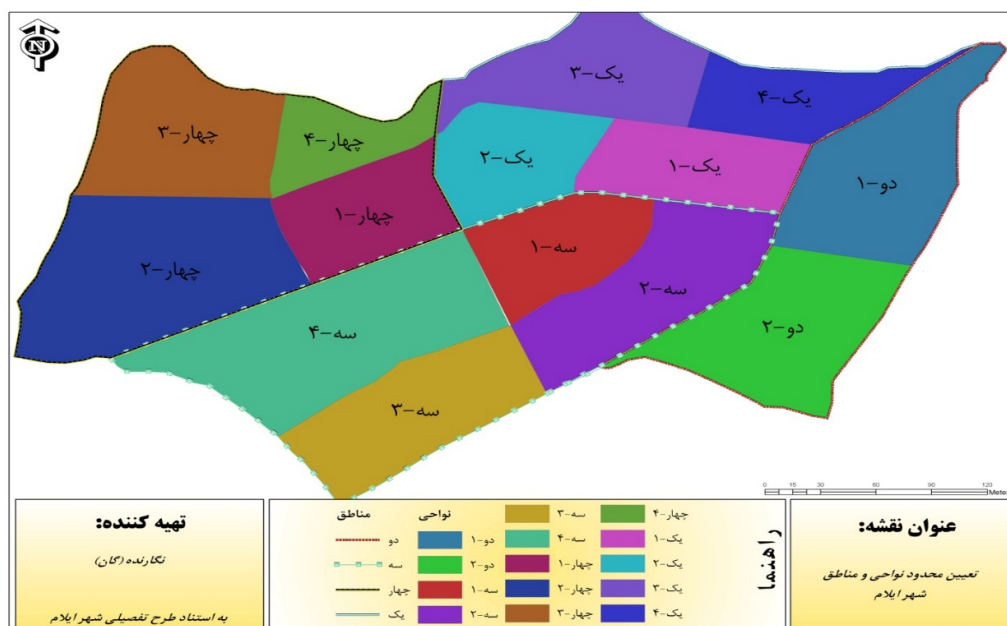 N
یک-۳
یک-۴
چهار-۳
چهار-۴
یک-۲
یک-۱
دو-۱
چهار-۱
چهار-۲
سه-۱
سه-۲
دو-۲
سه-۴
سه-۳
0 15 30 60 90 120
Meters
عنوان نقشه:
تعیین محدود نواحی و مناطق
شهر ایلام
راهنما
مناطق
دو
سه
چهار
یک
نواحی
دو-۱
دو-۲
سه-۱
سه-۲
سه-۳
سه-۴
چهار-۱
چهار-۲
چهار-۳
چهار-۴
یک-۱
یک-۲
یک-۳
یک-۴
تهیه کننده:
نگارنده (گان)
به استناد طرح تفصیلی شهر ایلام